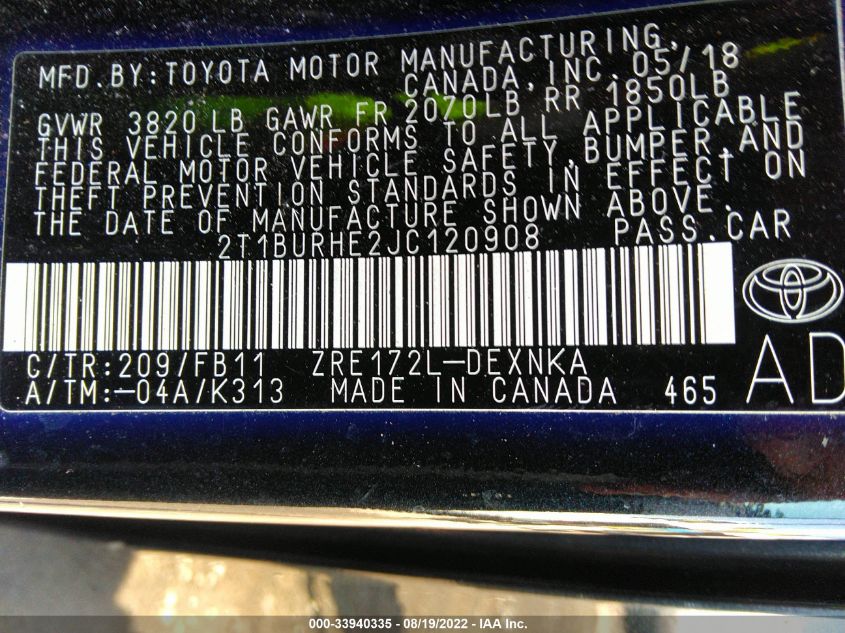 MFD.BY:TOYOTA MOTOR MANUFACTURING,
CANADA,INC.05/18
GVWR 3820 LB GAWR FR 2070LB RR 1850LB
THIS VEHICLE CONFORMS TO ALL APPLICABLE
FEDERAL MOTOR VEHICLE SAFETY,BUMPER,AND
THEFT PREVENTION STANDARDS IN EFFECT ON
THE DATE OF MANUFACTURE SHOWN ABOVE.
2T1BURHE2JC120908 PASS.CAR
C/TR:209/FB11 ZRE172L-DEXNKA
A/TM:-04A/K313 MADE IN CANADA 465 AD
000-33940335 - 08/19/2022 - IAA Inc.